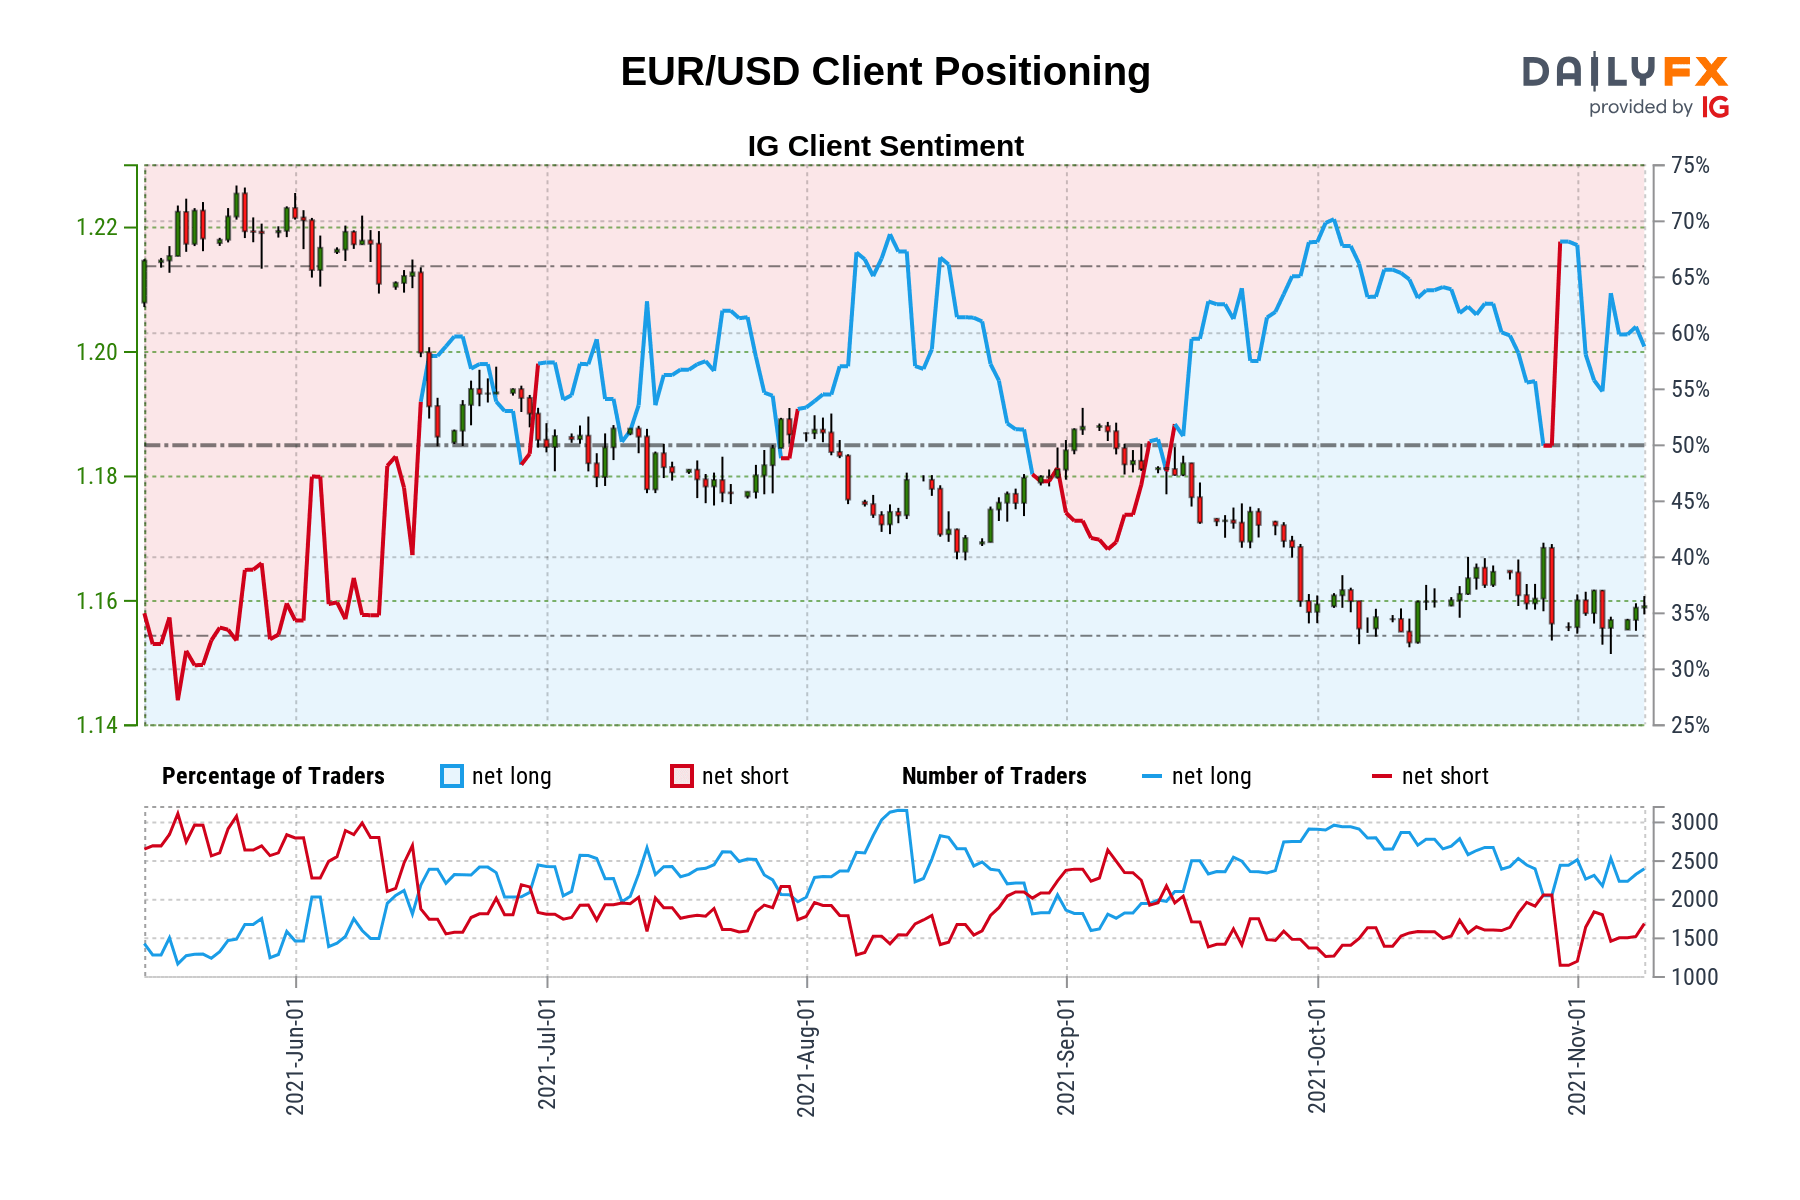 EUR/USD Client Positioning
DAILYFX
provided by IG
IG Client Sentiment
1.22
1.20
1.18
1.16
1.14
75%
70%
65%
60%
55%
50%
45%
40%
35%
30%
25%
Percentage of Traders net long net short Number of Traders net long net short
3000
2500
2000
1500
1000
2021-Jun-01
2021-Jul-01
2021-Aug-01
2021-Sep-01
2021-Oct-01
2021-Nov-01